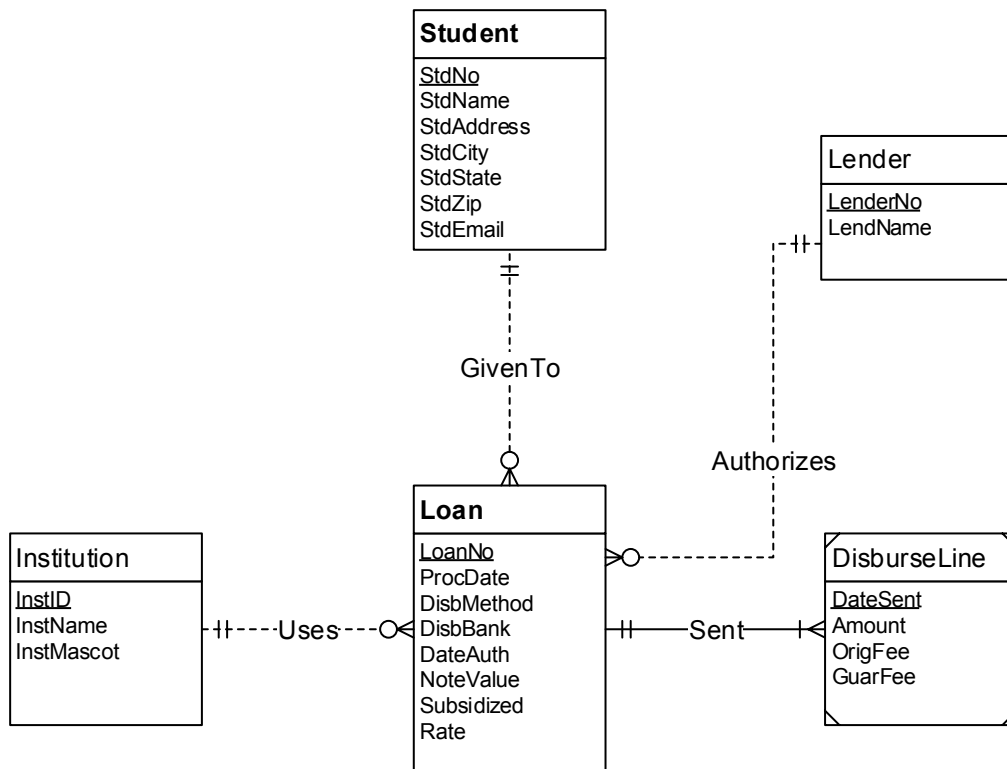 Student
StdNo
StdName
StdAddress
StdCity
StdState
StdZip
StdEmail
Lender
LenderNo
LendName
GivenTo
Authorizes
Institution
InstID
InstName
InstMascot
Uses
Loan
LoanNo
ProcDate
DisbMethod
DisbBank
DateAuth
NoteValue
Subsidized
Rate
Sent
DisburseLine
DateSent
Amount
OrigFee
GuarFee